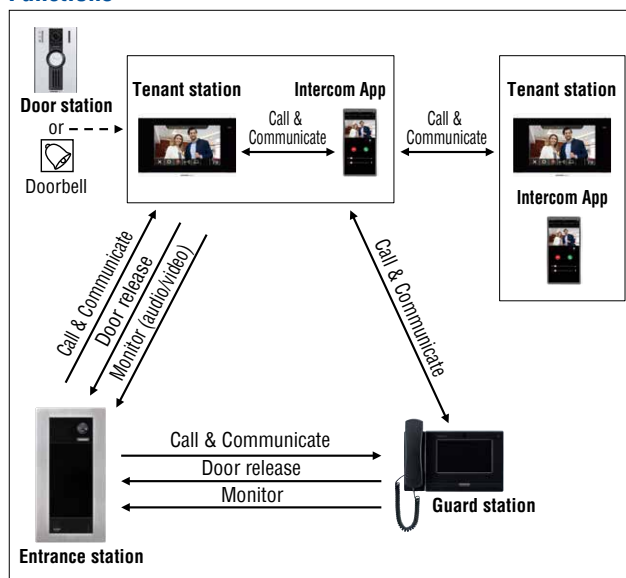 Functions
Tenant station
Intercom App
Call &
Communicate
Call &
Communicate
Tenant station
Intercom App
Door station
or
Doorbell
Call & Communicate
Door release
Monitor (audio/video)
Call & Communicate
Call & Communicate
Door release
Monitor
Entrance station
Guard station